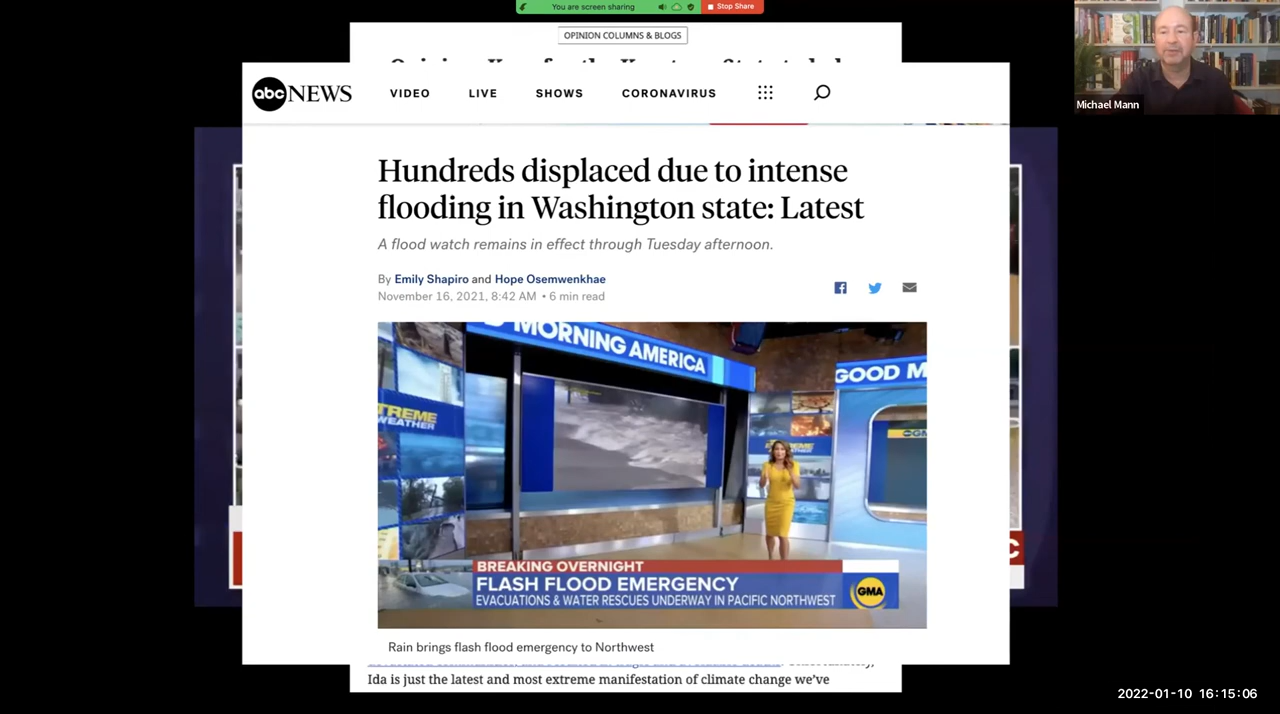 You are screen sharing
Stop Share
OPINION COLUMNS & BLOGS
abc NEWS
VIDEO
LIVE
SHOWS
CORONAVIRUS
Michael Mann
Hundreds displaced due to intense
flooding in Washington state: Latest
A flood watch remains in effect through Tuesday afternoon.
By Emily Shapiro and Hope Osemwenkhae
November 16, 2021, 8:42 AM • 6 min read
MORNING AMERICA
GOOD M
TREME
WEATHER
TREME
GMA
BREAKING OVERNIGHT
FLASH FLOOD EMERGENCY
EVACUATIONS & WATER RESCUES UNDERWAY IN PACIFIC NORTHWEST
GMA
C
Rain brings flash flood emergency to Northwest
Ida is just the latest and most extreme manifestation of climate change we've
2022-01-10 16:15:06